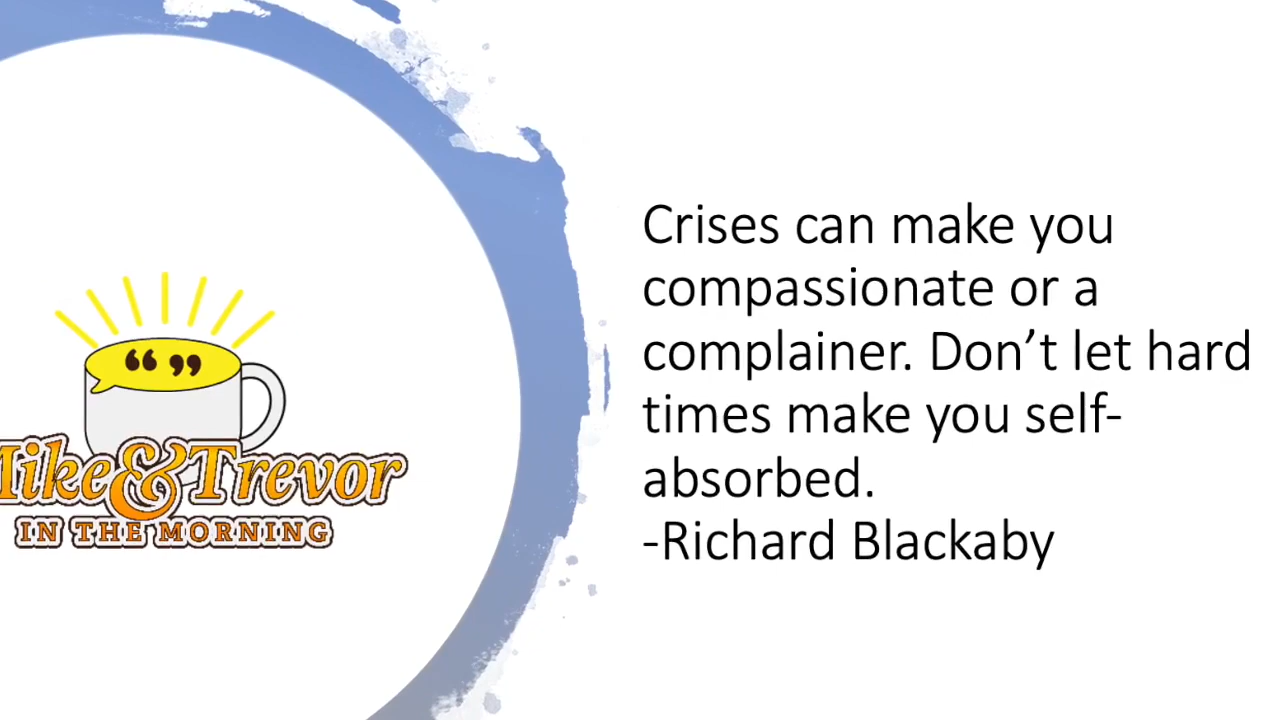 Crises can make you
compassionate or a
complainer. Don’t let hard
times make you self-
absorbed.
-Richard Blackaby
“ ”
Mike & Trevor
IN THE MORNING